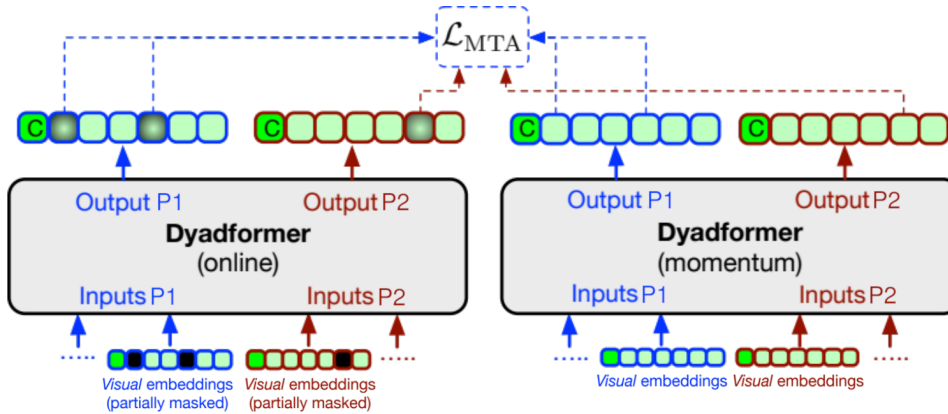 ℒMTA
C
C
C
C
Output P1
Output P2
Output P1
Output P2
Dyadformer
(online)
Dyadformer
(momentum)
Inputs P1
Inputs P2
Inputs P1
Inputs P2
Visual embeddings
(partially masked)
Visual embeddings
(partially masked)
Visual embeddings
Visual embeddings